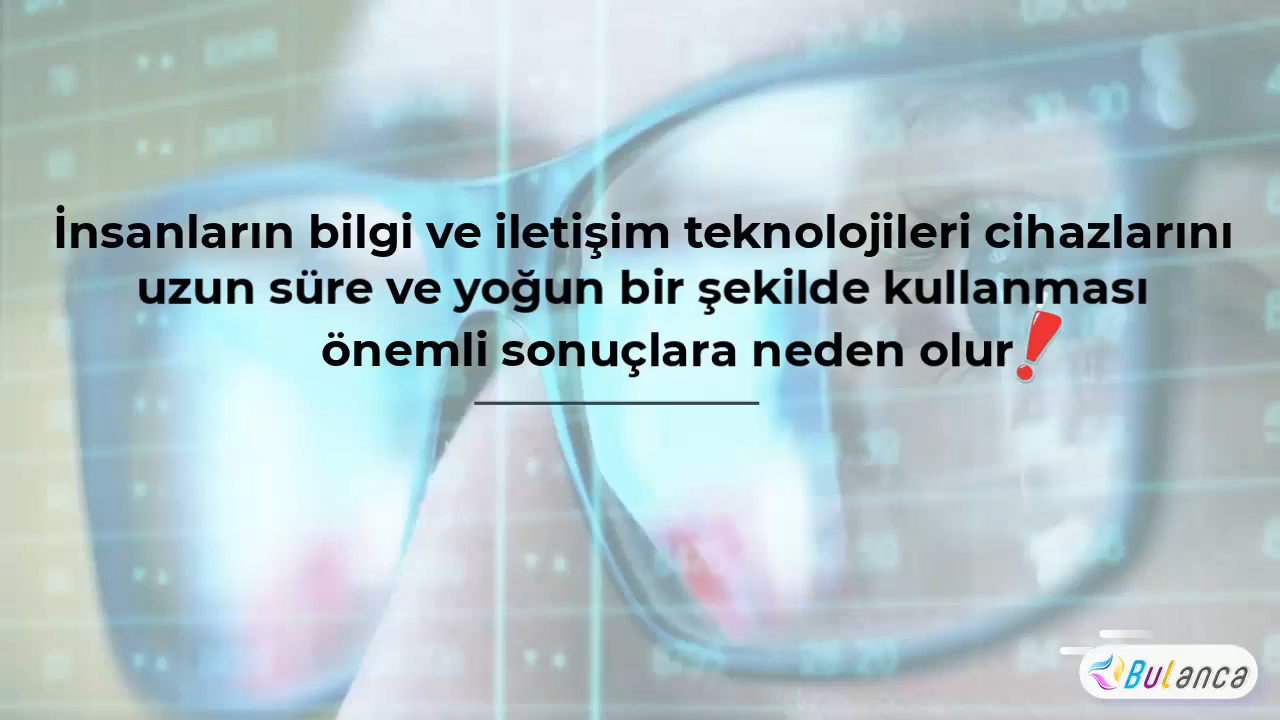 İnsanların bilgi ve iletişim teknolojileri cihazlarını
uzun süre ve yoğun bir şekilde kullanması
önemli sonuçlara neden olur❗
Bulanca